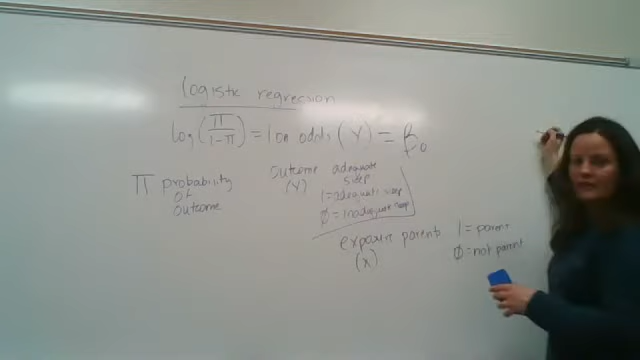 logistic regression
log(π/1-π) = log odds (Y) = β₀
π probability of outcome
outcome (Y) adequate sleep
1=adequate sleep
0=inadequate sleep
exposure parents (X)
1=parent
0=not parent